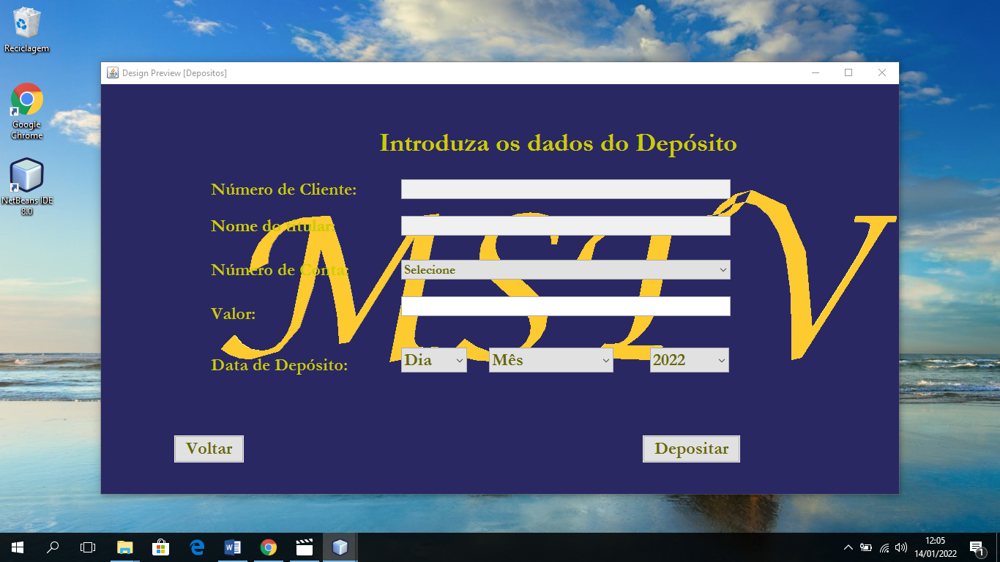 Reciclagem
Google
Chrome
NetBeans IDE
8.0
Design Preview [Depositos]
Introduza os dados do Depósito
Número de Cliente:
Nome do titular:
Número de Conta:
Selecione
Valor:
Data de Depósito:
Dia
Mês
2022
MSIV
Voltar
Depositar
12:05
14/01/2022
1